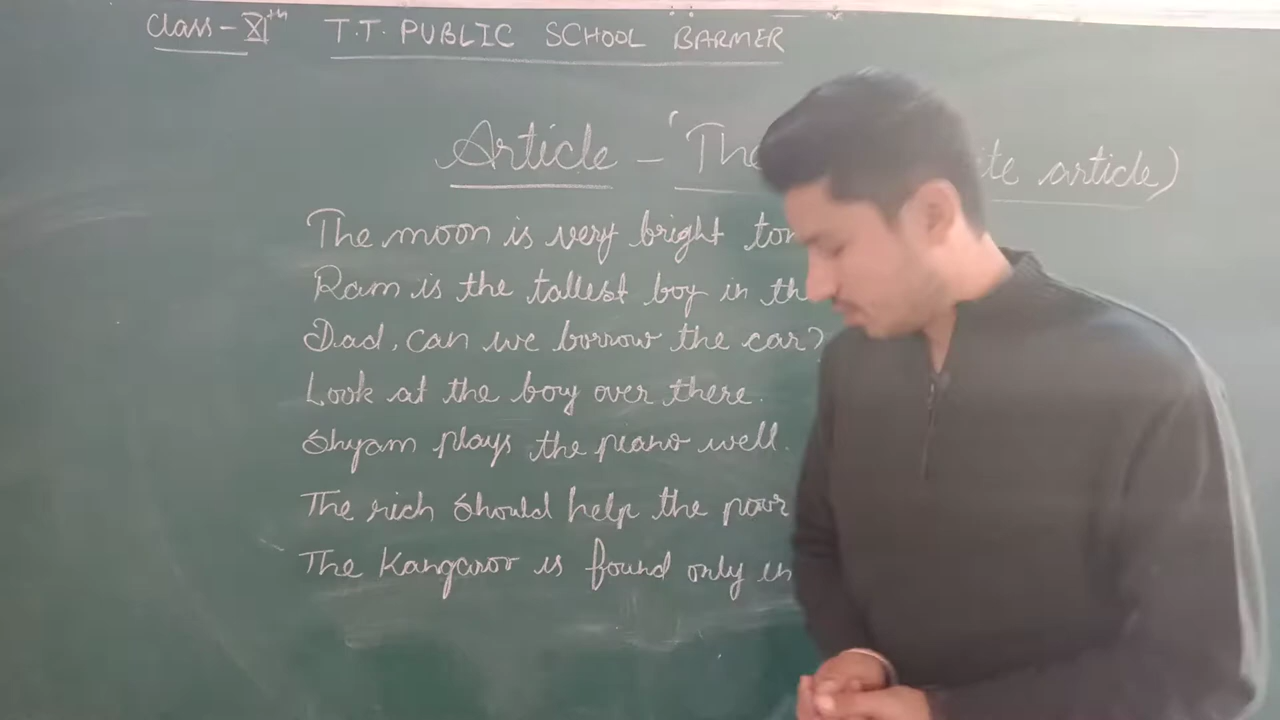 Class - XIth T.T. PUBLIC SCHOOL BARMER
Article - 'The article)
The moon is very bright
Ram is the tallest boy in
Dad, can we borrow the car?
Look at the boy over there.
Shyam plays the piano well.
The rich should help the poor
The Kangaroo is found only in